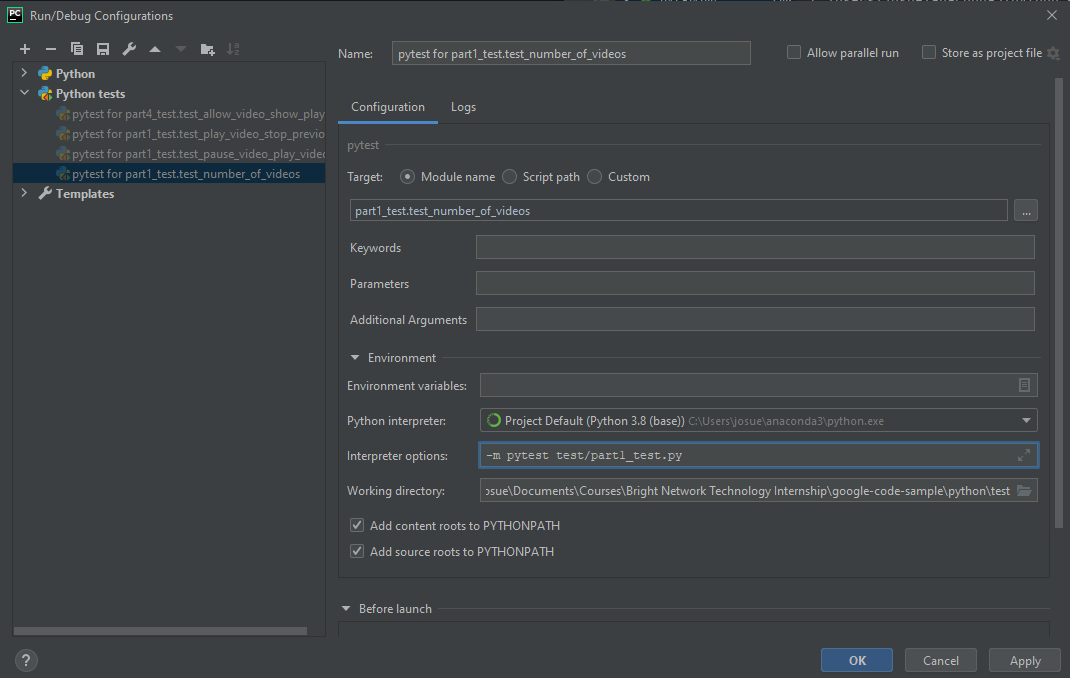 PC Run/Debug Configurations
Python
Python tests
pytest for part4_test.test_allow_video_show_play
pytest for part1_test.test_play_video_stop_previo
pytest for part1_test.test_pause_video_play_video
pytest for part1_test.test_number_of_videos
Templates
Name: pytest for part1_test.test_number_of_videos Allow parallel run Store as project file
Configuration Logs
pytest
Target: Module name Script path Custom
part1_test.test_number_of_videos ...
Keywords
Parameters
Additional Arguments
Environment
Environment variables:
Python interpreter: Project Default (Python 3.8 (base)) C:\Users\josue\anaconda3\python.exe
Interpreter options: -m pytest test/part1_test.py
Working directory: osue\Documents\Courses\Bright Network Technology Internship\google-code-sample\python\test
Add content roots to PYTHONPATH
Add source roots to PYTHONPATH
Before launch
? OK Cancel Apply